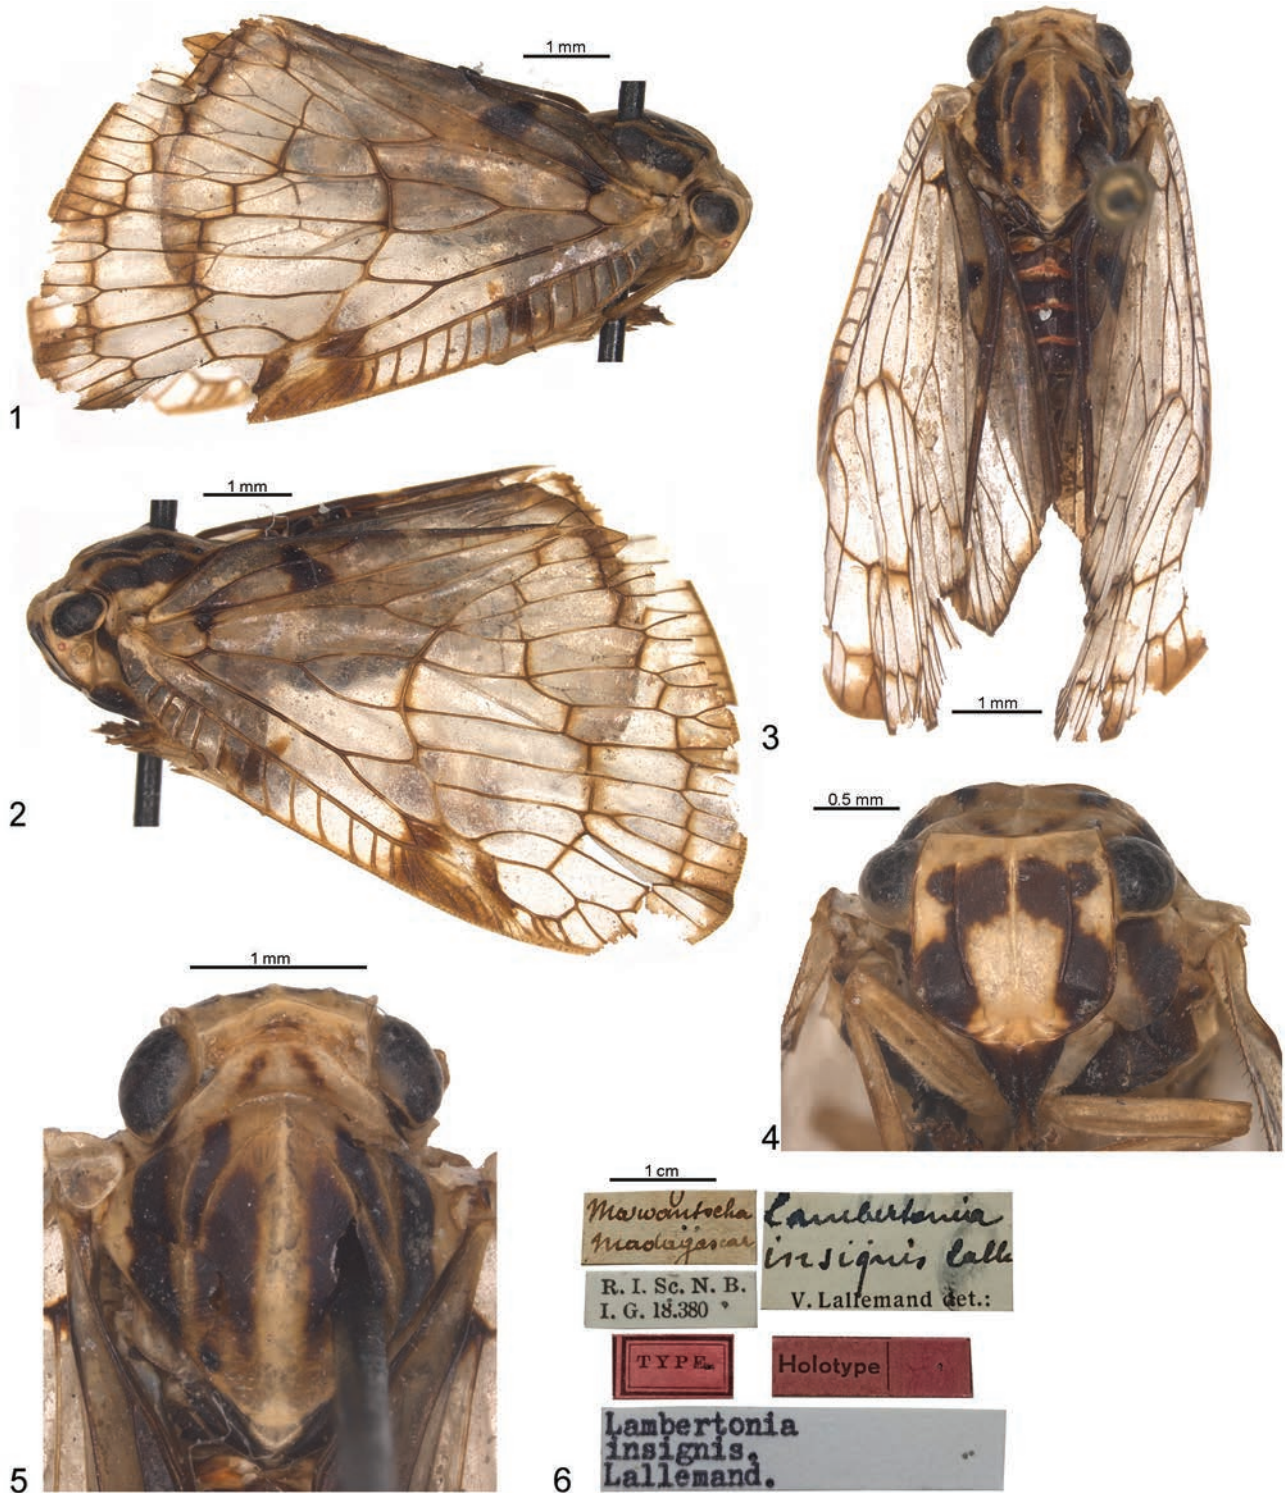 1 mm
1
1 mm
2
1 mm
3
0.5 mm
4
1 mm
5
1 cm
Madagascar
Lambertonia
insignis Lalle
V. Lallemand det.:
R. I. Sc. N. B.
I. G. 18.380
TYPE
Holotype
Lambertonia
insignis.
Lallemand.
6